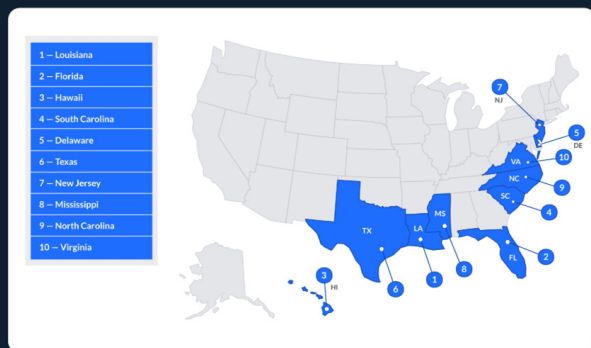 1 — Louisiana
2 — Florida
3 — Hawaii
4 — South Carolina
5 — Delaware
6 — Texas
7 — New Jersey
8 — Mississippi
9 — North Carolina
10 — Virginia
7
NJ
5
DE
VA
10
NC
9
SC
4
MS
LA
TX
8
2
FL
3
HI
1
6